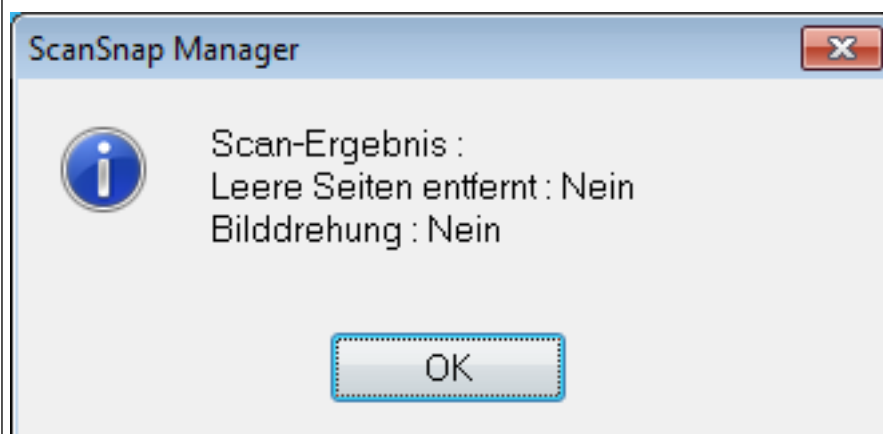 ScanSnap Manager
Scan-Ergebnis :
Leere Seiten entfernt : Nein
Bilddrehung : Nein
OK